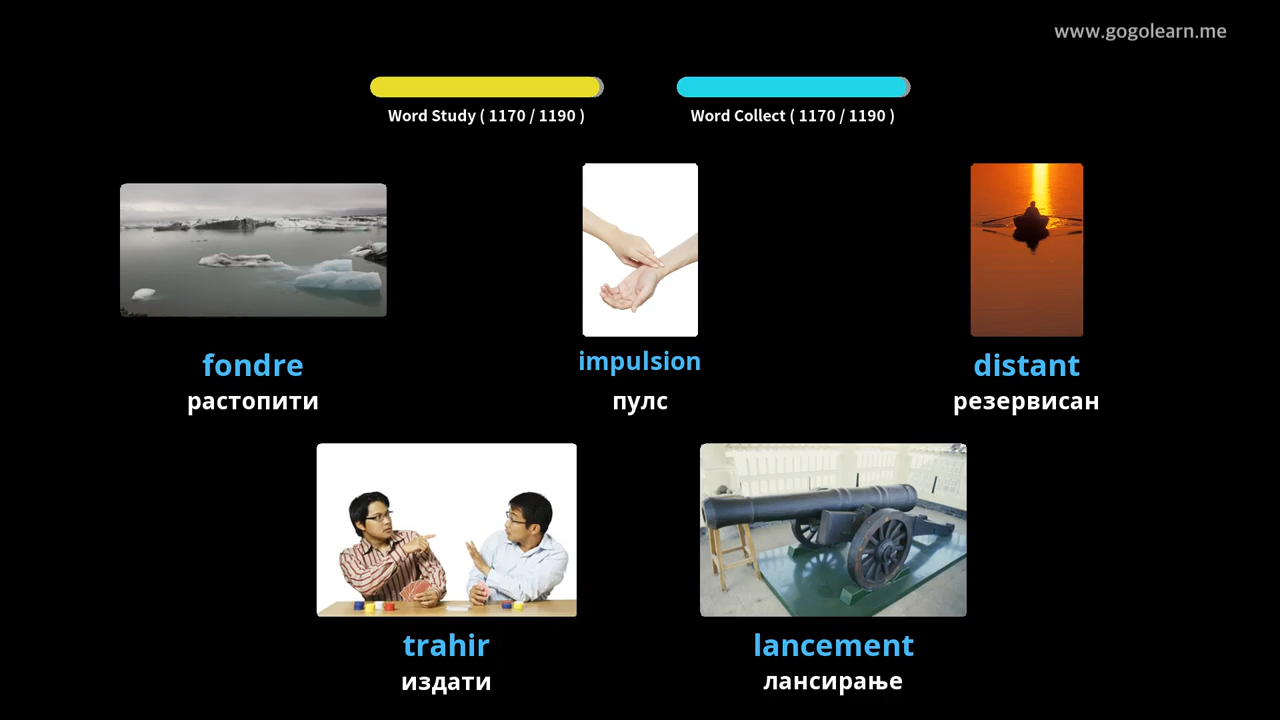 www.gogolearn.me
Word Study ( 1170 / 1190 )
Word Collect ( 1170 / 1190 )
fondre
растопити
impulsion
пулс
distant
резервисан
trahir
издати
lancement
лансирање